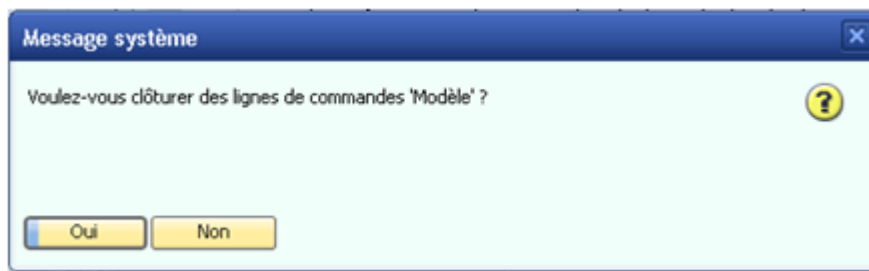 Message système
Voulez-vous clôturer des lignes de commandes 'Modèle' ?
Oui
Non